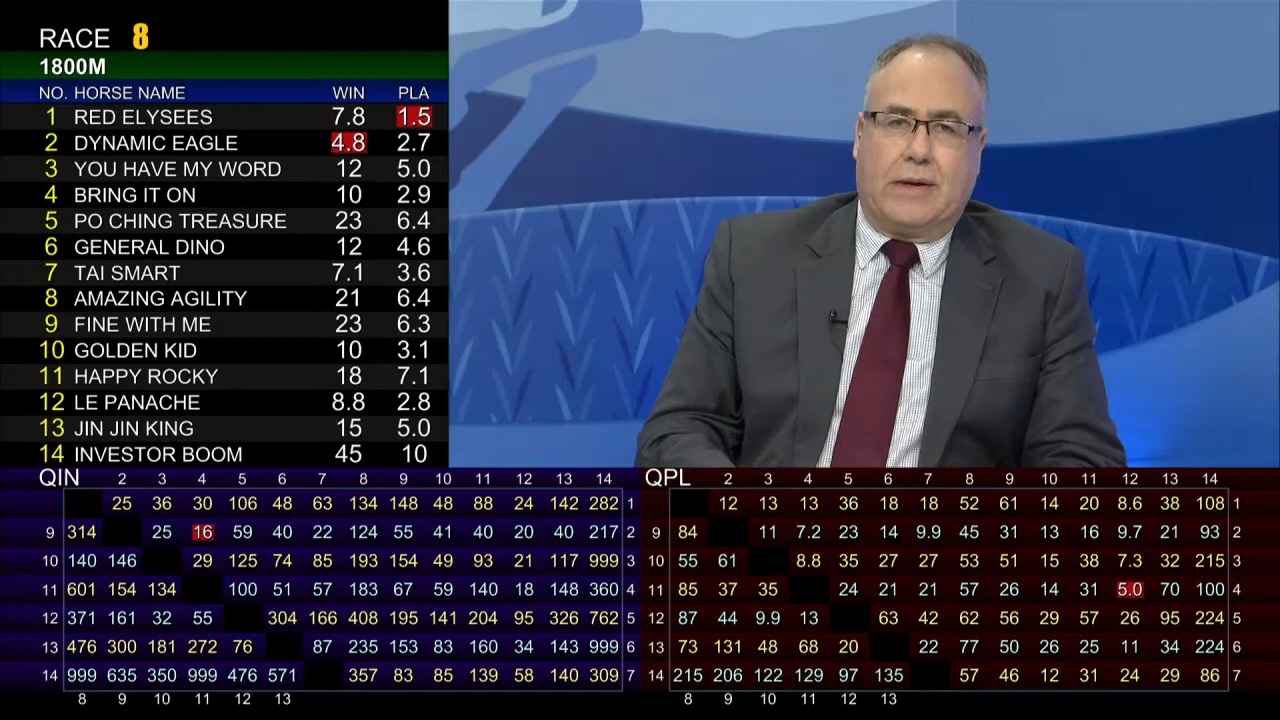 RACE 8
1800M
NO. HORSE NAME WIN PLA
1 RED ELYSEES 7.8 1.5
2 DYNAMIC EAGLE 4.8 2.7
3 YOU HAVE MY WORD 12 5.0
4 BRING IT ON 10 2.9
5 PO CHING TREASURE 23 6.4
6 GENERAL DINO 12 4.6
7 TAI SMART 7.1 3.6
8 AMAZING AGILITY 21 6.4
9 FINE WITH ME 23 6.3
10 GOLDEN KID 10 3.1
11 HAPPY ROCKY 18 7.1
12 LE PANACHE 8.8 2.8
13 JIN JIN KING 15 5.0
14 INVESTOR BOOM 45 10
QIN 2 3 4 5 6 7 8 9 10 11 12 13 14
25 36 30 106 48 63 134 148 48 88 24 142 282 1
9 314 25 16 59 40 22 124 55 41 40 20 40 217 2
10 140 146 29 125 74 85 193 154 49 93 21 117 999 3
11 601 154 134 100 51 57 183 67 59 140 18 148 360 4
12 371 161 32 55 304 166 408 195 141 204 95 326 762 5
13 476 300 181 272 76 87 235 153 83 160 34 143 999 6
14 999 635 350 999 476 571 357 83 85 139 58 140 309 7
8 9 10 11 12 13
QPL 2 3 4 5 6 7 8 9 10 11 12 13 14
12 13 13 36 18 18 52 61 14 20 8.6 38 108 1
9 84 11 7.2 23 14 9.9 45 31 13 16 9.7 21 93 2
10 55 61 8.8 35 27 27 53 51 15 38 7.3 32 215 3
11 85 37 35 24 21 21 57 26 14 31 5.0 70 100 4
12 87 44 9.9 13 63 42 62 56 29 57 26 95 224 5
13 73 131 48 68 20 22 77 50 26 25 11 34 224 6
14 215 206 122 129 97 135 57 46 12 31 24 29 86 7
8 9 10 11 12 13